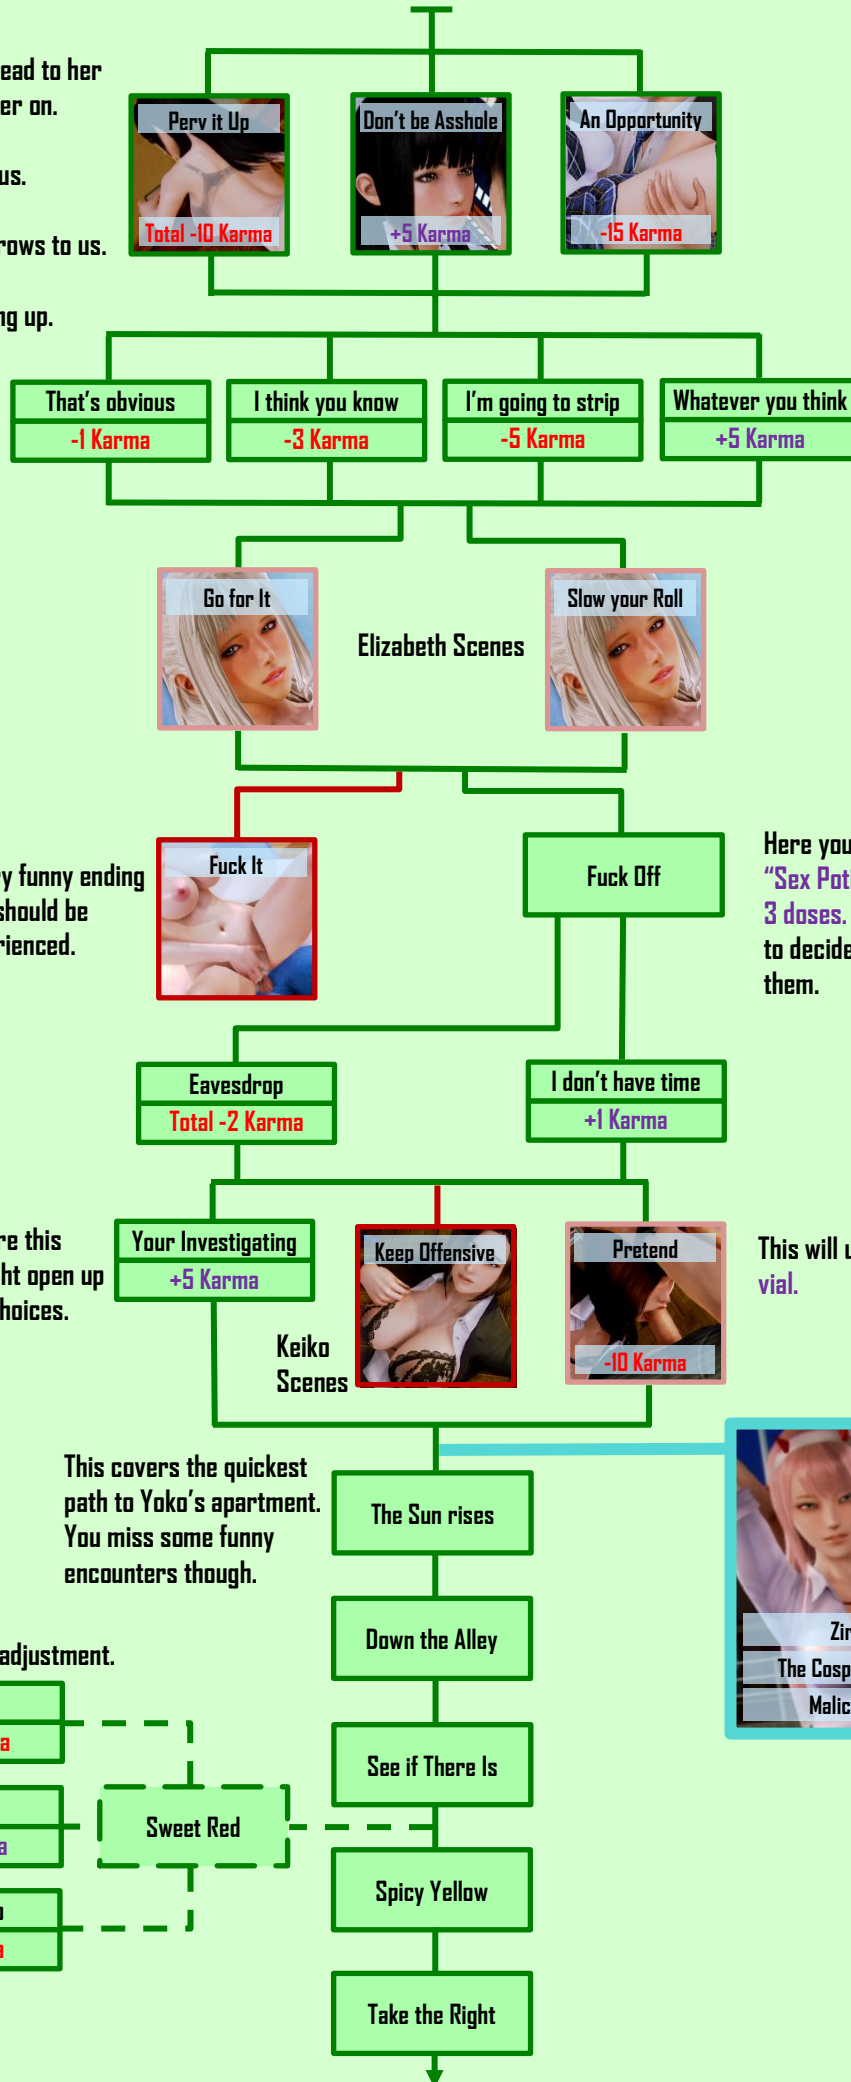 ead to her
er on.
Perv it Up
Total -10 Karma
Don't be Asshole
+5 Karma
An Opportunity
-15 Karma
us.
rows to us.
ng up.
That's obvious
-1 Karma
I think you know
-3 Karma
I'm going to strip
-5 Karma
Whatever you think
+5 Karma
Go for It
Elizabeth Scenes
Slow your Roll
ry funny ending
should be
rienced.
Fuck It
Fuck Off
Here you
"Sex Pot
3 doses.
to decide
them.
Eavesdrop
Total -2 Karma
I don't have time
+1 Karma
re this
ht open up
hoices.
Your Investigating
+5 Karma
Keiko
Scenes
Keep Offensive
Pretend
-10 Karma
This will u
vial.
This covers the quickest
path to Yoko's apartment.
You miss some funny
encounters though.
The Sun rises
Zir
The Cosp
Malic
Down the Alley
adjustment.
a
a
a
See if There Is
Sweet Red
Spicy Yellow
Take the Right